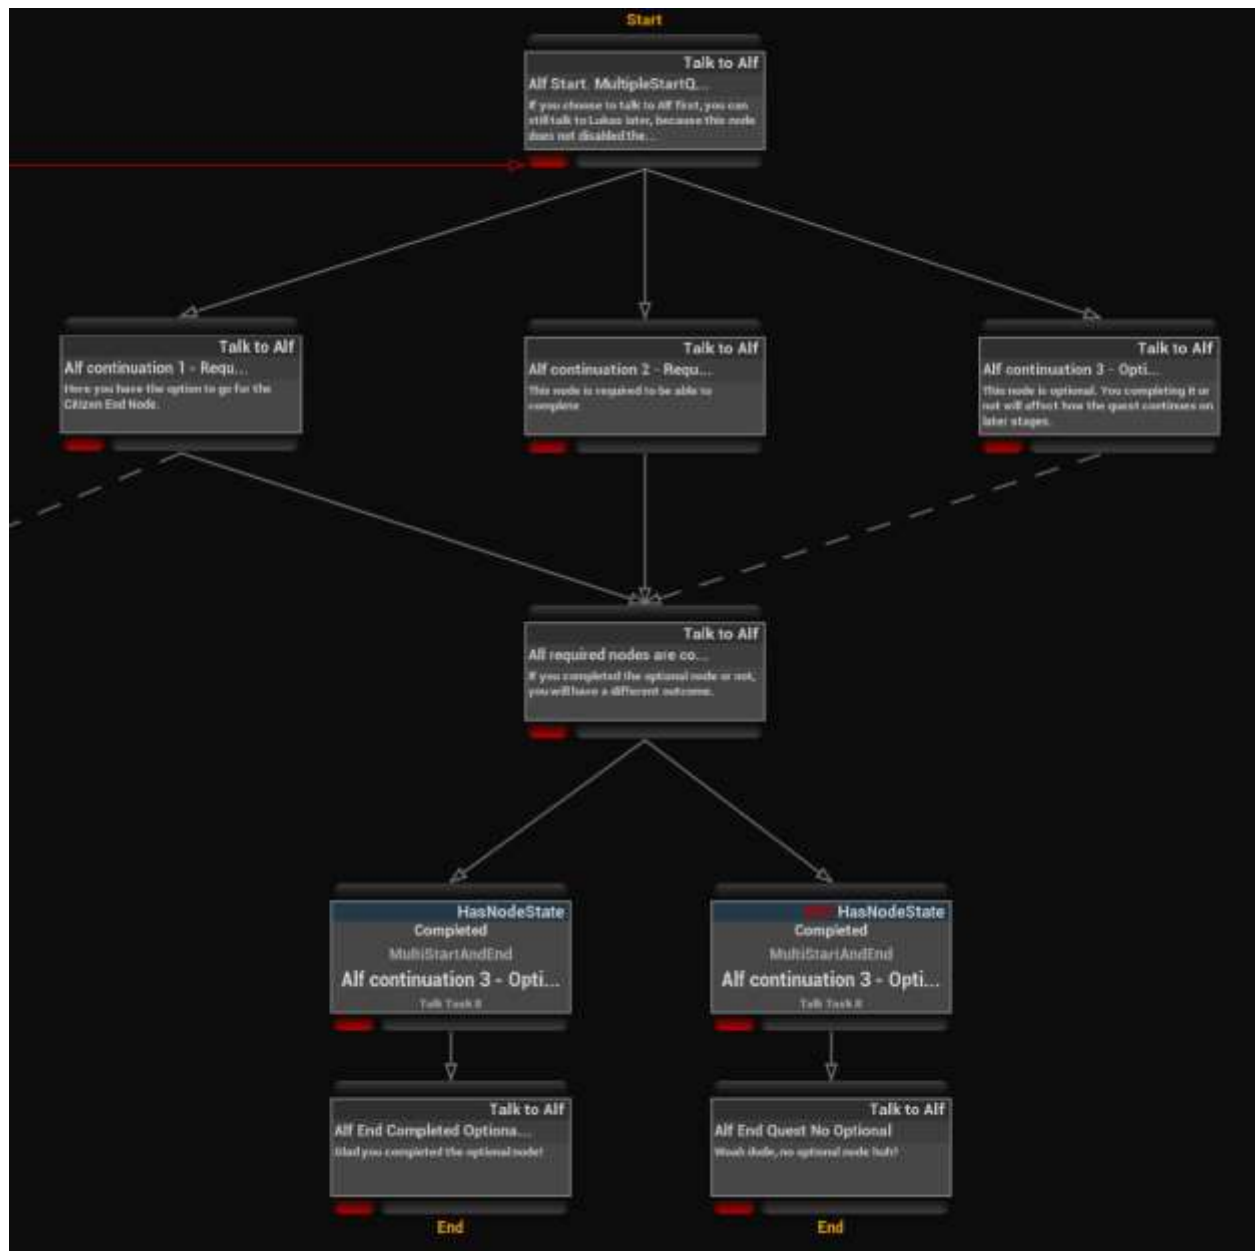 Start
Talk to Alf
Alf Start. MultipleStartQ...
If you choose to talk to Alf first, you can
still talk to Lukas later, because this node
does not disabled the...
Talk to Alf
Alf continuation 1 - Requ...
Here you have the option to go for the
Citizen End Node.
Talk to Alf
Alf continuation 2 - Requ...
This node is required to be able to
complete
Talk to Alf
Alf continuation 3 - Opti...
This node is optional. You completing it or
not will affect how the quest continues on
later stages.
Talk to Alf
All required nodes are co...
If you completed the optional node or not,
you will have a different outcome.
HasNodeState
Completed
MultiStartAndEnd
Alf continuation 3 - Opti...
Talk Task 8
HasNodeState
Completed
MultiStartAndEnd
Alf continuation 3 - Opti...
Talk Task 8
Talk to Alf
Alf End Completed Optiona...
Glad you completed the optional node!
End
Talk to Alf
Alf End Quest No Optional
Woah dude, no optional node huh?
End